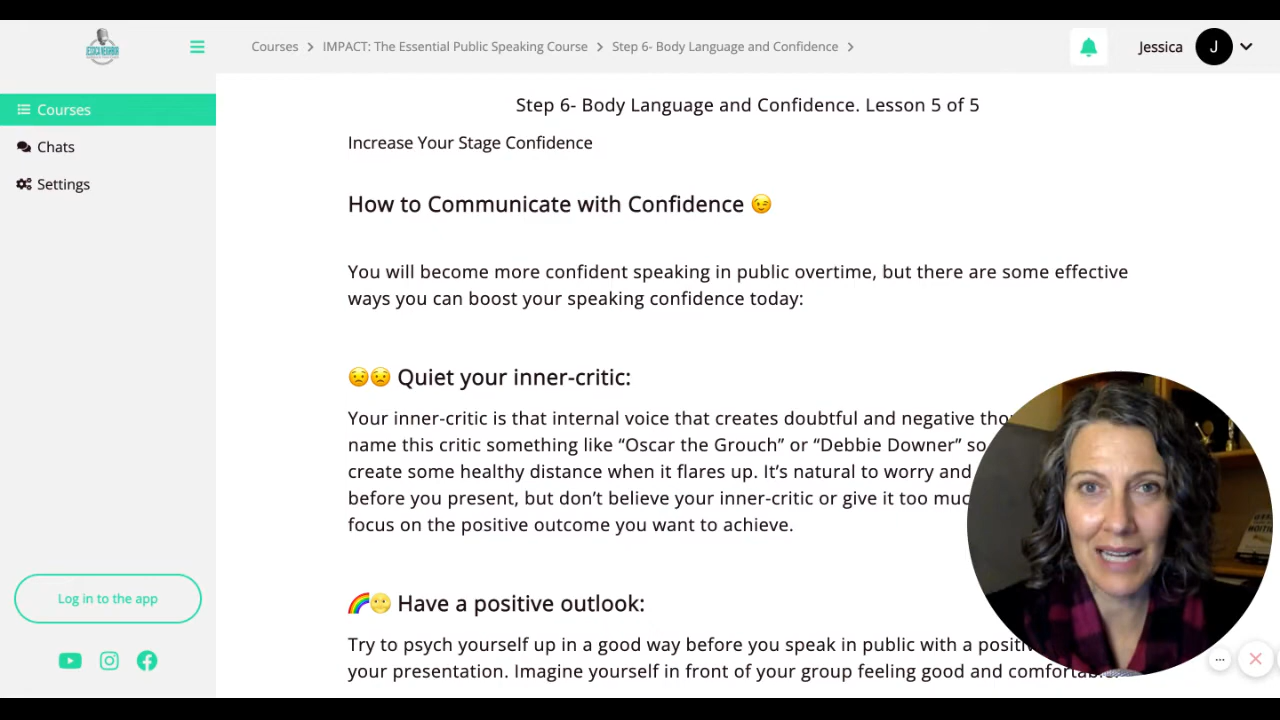 Courses
IMPACT: The Essential Public Speaking Course
Step 6- Body Language and Confidence
Jessica
J
Courses
Chats
Settings
Step 6- Body Language and Confidence. Lesson 5 of 5
Increase Your Stage Confidence
How to Communicate with Confidence 😉
You will become more confident speaking in public overtime, but there are some effective
ways you can boost your speaking confidence today:
😟😟 Quiet your inner-critic:
Your inner-critic is that internal voice that creates doubtful and negative
name this critic something like “Oscar the Grouch” or “Debbie Downer” so
create some healthy distance when it flares up. It’s natural to worry and
before you present, but don’t believe your inner-critic or give it too
focus on the positive outcome you want to achieve.
🌈🌝 Have a positive outlook:
Try to psych yourself up in a good way before you speak in public with a
your presentation. Imagine yourself in front of your group feeling good and
Log in to the app